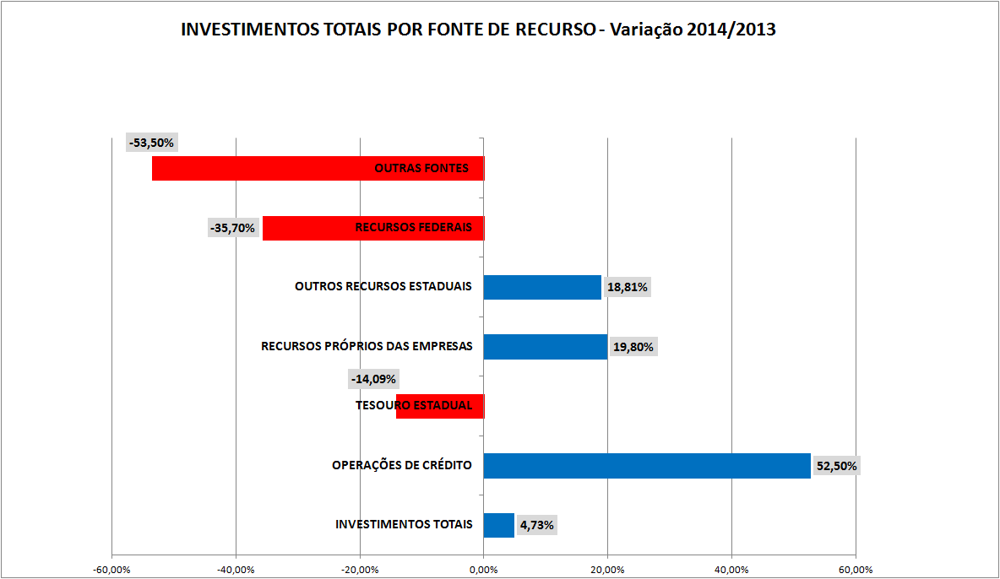 INVESTIMENTOS TOTAIS POR FONTE DE RECURSO - Variação 2014/2013
-53,50%
OUTRAS FONTES
-35,70%
RECURSOS FEDERAIS
OUTROS RECURSOS ESTADUAIS
18,81%
RECURSOS PRÓPRIOS DAS EMPRESAS
19,80%
-14,09%
TESOURO ESTADUAL
OPERAÇÕES DE CRÉDITO
52,50%
INVESTIMENTOS TOTAIS
4,73%
-60,00% -40,00% -20,00% 0,00% 20,00% 40,00% 60,00%